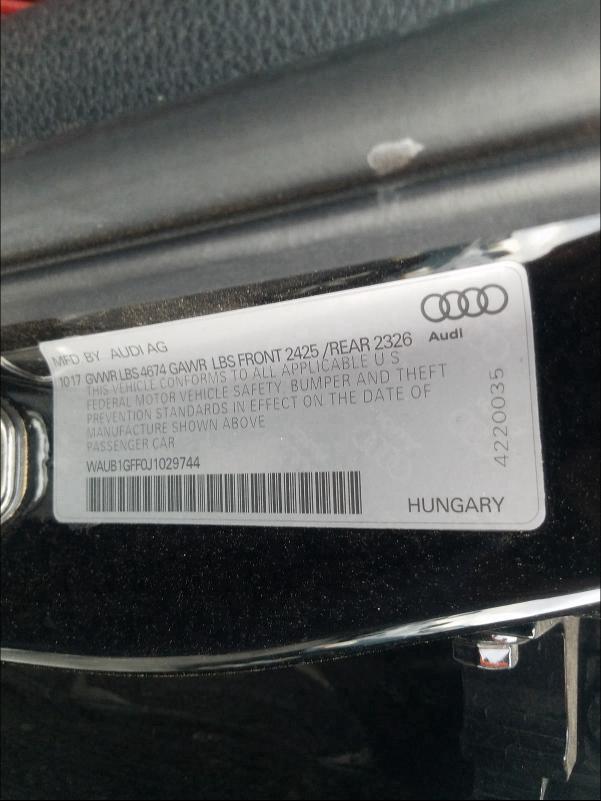 MFD BY AUDI AG
Audi
1017 GVWR LBS 4674 GAWR LBS FRONT 2425 /REAR 2326
THIS VEHICLE CONFORMS TO ALL APPLICABLE U S
FEDERAL MOTOR VEHICLE SAFETY, BUMPER AND THEFT
PREVENTION STANDARDS IN EFFECT ON THE DATE OF
MANUFACTURE SHOWN ABOVE
PASSENGER CAR
WAUB1GFF0J1029744
HUNGARY
4220035